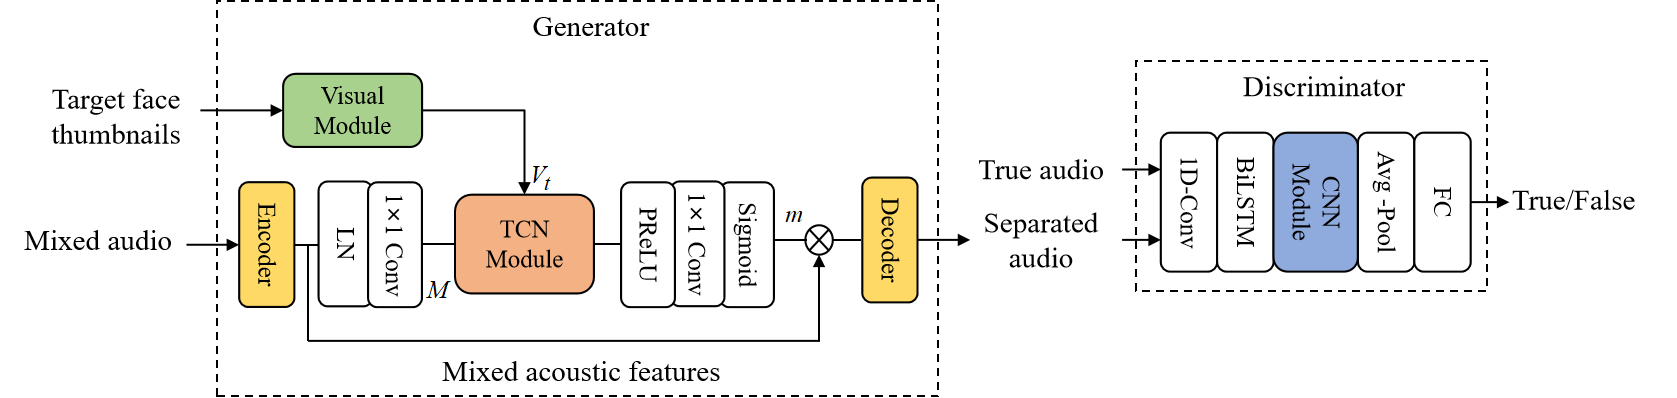 Generator
Target face
thumbnails
Visual
Module
V_t
Mixed audio
Encoder
LN
1×1 Conv
M
TCN
Module
PReLU
1×1 Conv
Sigmoid
m
Decoder
Mixed acoustic features
Discriminator
True audio
Separated
audio
1D-Conv
BiLSTM
CNN
Module
Avg -Pool
FC
True/False